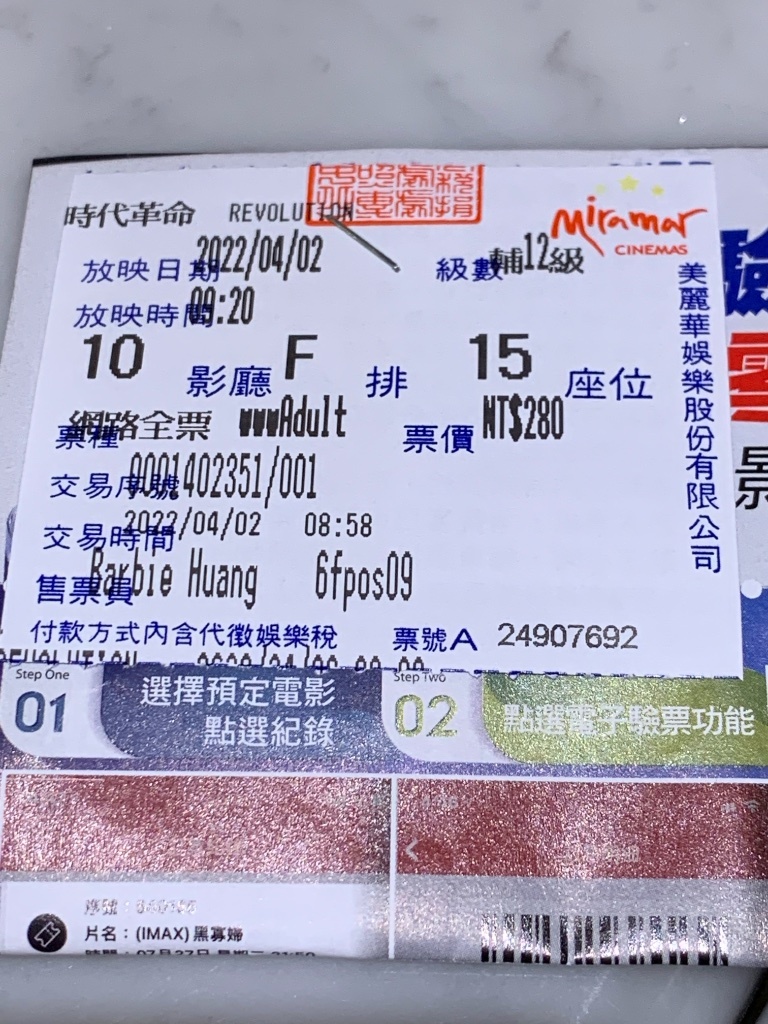 時代革命 REVOLUTION
Miramar
CINEMAS
放映日期 2022/04/02 級數 輔12級
放映時間 09:20
10 影廳 F 排 15 座位
票種 網路全票 wwwAdult 票價 NT$280
交易序號 0001402351/001
交易時間 2022/04/02 08:58
售票員 Barbie Huang 6fpos09
付款方式內含代徵娛樂稅 票號A 24907692
美麗華娛樂股份有限公司
驗
Step One
01 選擇預定電影
點選紀錄
Step Two
02 點選電子驗票功能
片名：(IMAX) 黑寡婦